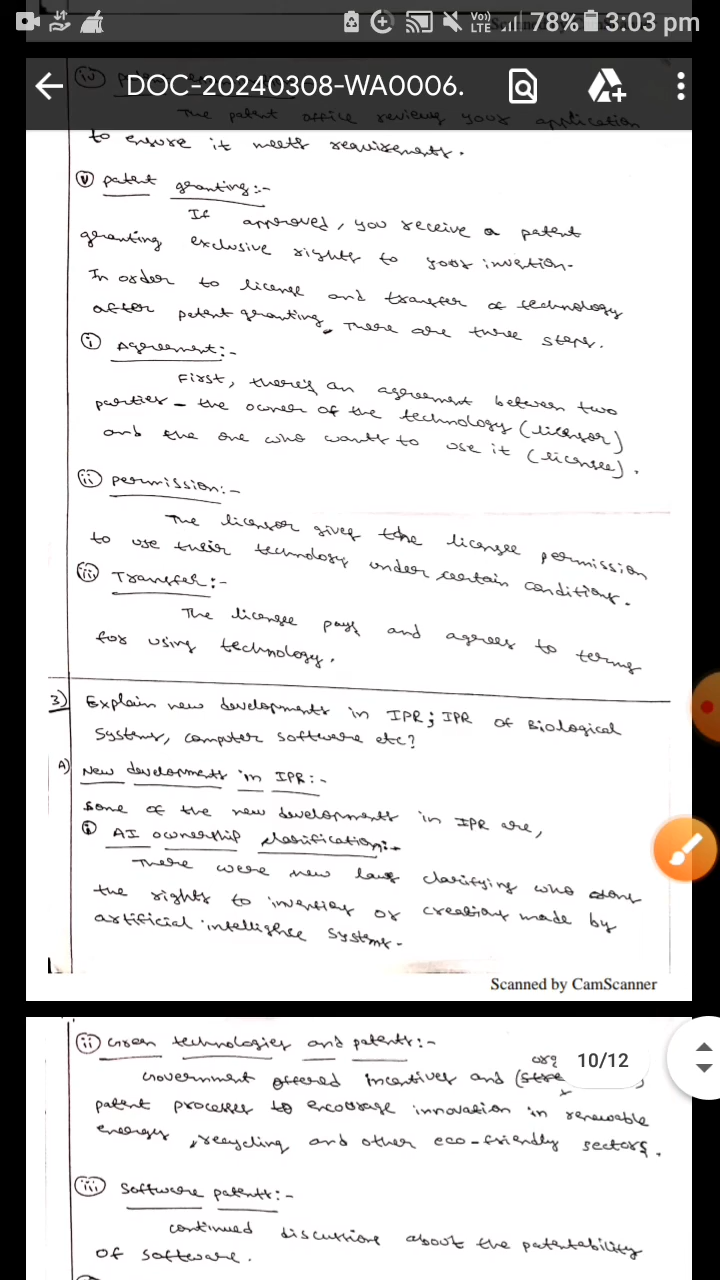 Vo)) LTE 78% 3:03 pm
DOC-20240308-WA0006.
The patent office reviews your application
to ensure it meets requirements.
(v) patent granting:-
If approved, you receive a patent
granting exclusive rights to your invetion-
In order to license and transfer of technology
after patent granting, There are three steps.
(i) Agreement:-
First, there's an agreement between two
parties - the owner of the technology (licensor)
and the one who wants to use it (licensee).
(ii) permission:-
The licensor gives the licensee permission
to use their technology under certain conditions.
(iii) Transfer:-
The licensee pays and agrees to terms
for using technology.
3) Explain new developments in IPR; IPR of Biological
Systems, computer software etc?
A) New developments in IPR:-
Some of the new developments in IPR are,
(i) AI ownership clasification:-
There were new laws clarifying who
the rights to inventions or creations made by
artificial intelligence systems-
Scanned by CamScanner
(ii) Green technologies and patents:-
Government offered incentives and
10/12
patent processes to encourage innovation in renewable
energy, recycling and other eco-friendly sectors.
(iii) Software patents:-
continued discussions about the patentability
of software.